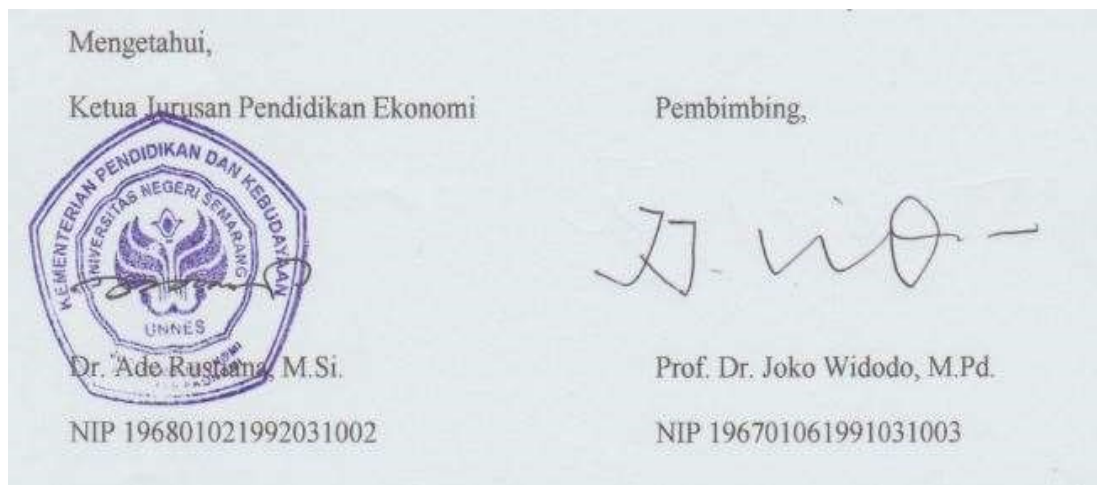 Mengetahui,
Ketua Jurusan Pendidikan Ekonomi
Pembimbing,
KEMENTERIAN PENDIDIKAN DAN KEBUDAYAAN
UNIVERSITAS NEGERI SEMARANG
UNNES
Dr. Ade Rustiana, M.Si.
Prof. Dr. Joko Widodo, M.Pd.
NIP 196801021992031002
NIP 196701061991031003